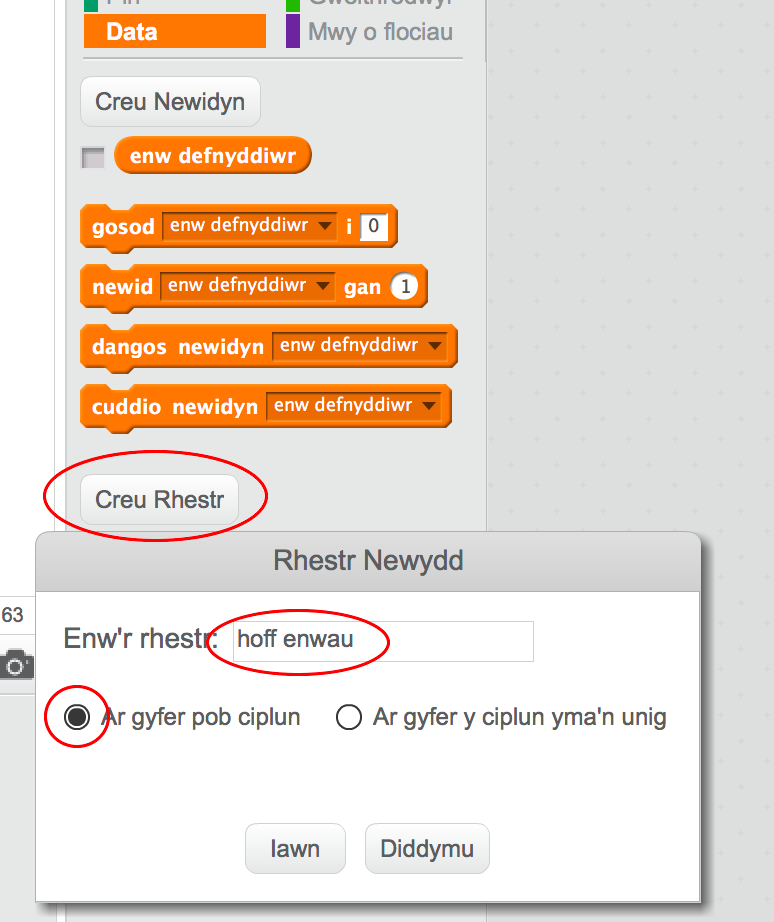 Data
Mwy o flociau
Creu Newidyn
enw defnyddiwr
gosod enw defnyddiwr i 0
newid enw defnyddiwr gan 1
dangos newidyn enw defnyddiwr
cuddio newidyn enw defnyddiwr
Creu Rhestr
Rhestr Newydd
63
Enw'r rhestr: hoff enwau
Ar gyfer pob ciplun Ar gyfer y ciplun yma'n unig
Iawn Diddymu